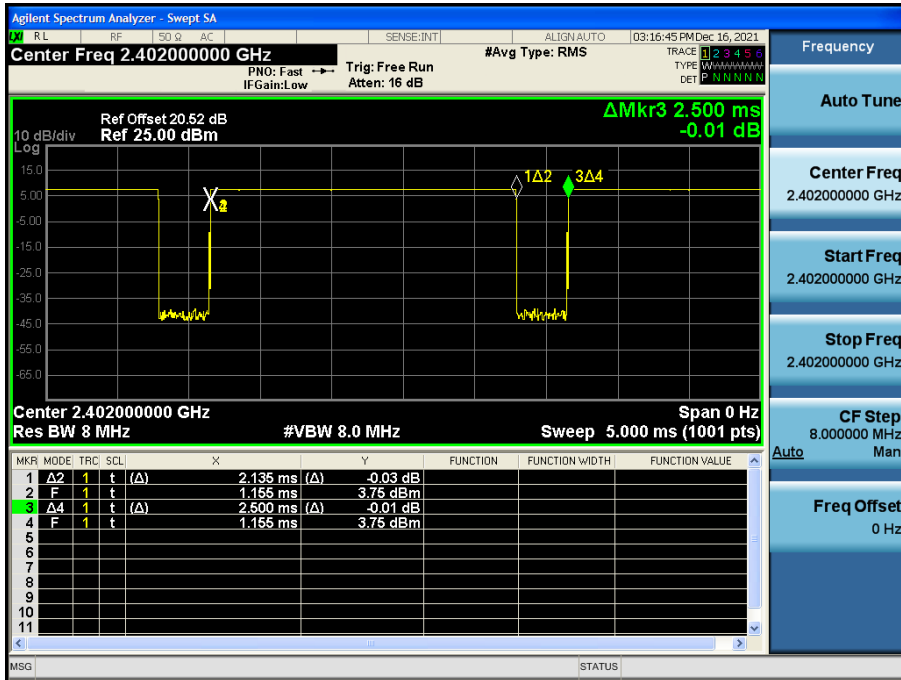 Agilent Spectrum Analyzer - Swept SA
LXI RL RF 50 Ω AC SENSE:INT ALIGN AUTO 03:16:45 PM Dec 16, 2021
Center Freq 2.402000000 GHz #Avg Type: RMS TRACE 1 2 3 4 5 6
PNO: Fast Trig: Free Run TYPE WWWWWW
IFGain:Low Atten: 16 dB DET P N N N N N
Ref Offset 20.52 dB ΔMkr3 2.500 ms
10 dB/div Ref 25.00 dBm -0.01 dB
Log
15.0
1Δ2 3Δ4
5.00
-5.00
-15.0
-25.0
-35.0
-45.0
-55.0
-65.0
Center 2.402000000 GHz Span 0 Hz
Res BW 8 MHz #VBW 8.0 MHz Sweep 5.000 ms (1001 pts)
MKR MODE TRC SCL X Y FUNCTION FUNCTION WIDTH FUNCTION VALUE
1 Δ2 1 t (Δ) 2.135 ms (Δ) -0.03 dB
2 F 1 t 1.155 ms 3.75 dBm
3 Δ4 1 t (Δ) 2.500 ms (Δ) -0.01 dB
4 F 1 t 1.155 ms 3.75 dBm
5
6
7
8
9
10
11
MSG STATUS
Frequency
Auto Tune
Center Freq
2.402000000 GHz
Start Freq
2.402000000 GHz
Stop Freq
2.402000000 GHz
CF Step
8.000000 MHz
Auto Man
Freq Offset
0 Hz